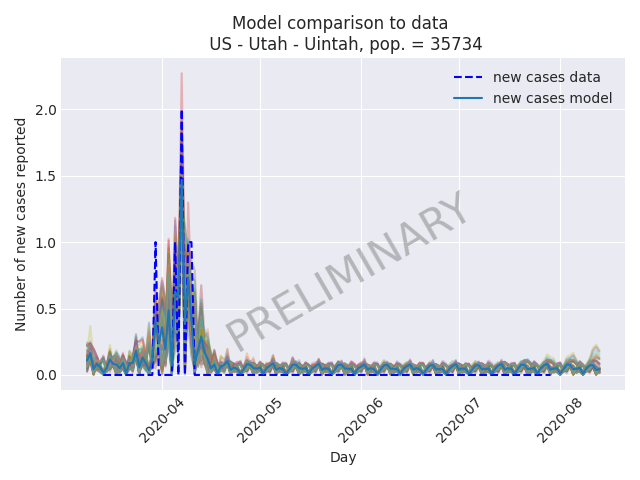 Model comparison to data
US - Utah - Uintah, pop. = 35734
new cases data
new cases model
Number of new cases reported
2.0
1.5
1.0
0.5
0.0
PRELIMINARY
2020-04
2020-05
2020-06
2020-07
2020-08
Day